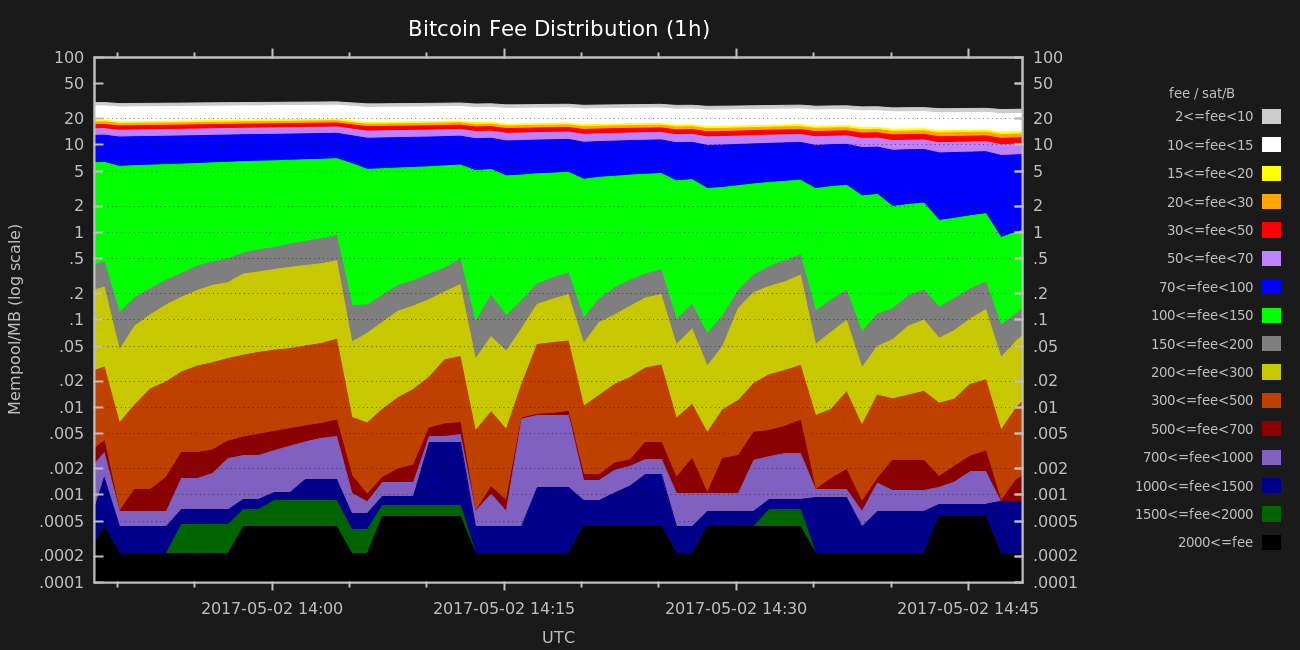 Bitcoin Fee Distribution (1h)
100 100
50 50
20 20
10 10
5 5
2 2
1 1
.5 .5
.2 .2
.1 .1
.05 .05
.02 .02
.01 .01
.005 .005
.002 .002
.001 .001
.0005 .0005
.0002 .0002
.0001 .0001
Mempool/MB (log scale)
2017-05-02 14:00 2017-05-02 14:15 2017-05-02 14:30 2017-05-02 14:45
UTC
fee / sat/B
2<=fee<10
10<=fee<15
15<=fee<20
20<=fee<30
30<=fee<50
50<=fee<70
70<=fee<100
100<=fee<150
150<=fee<200
200<=fee<300
300<=fee<500
500<=fee<700
700<=fee<1000
1000<=fee<1500
1500<=fee<2000
2000<=fee